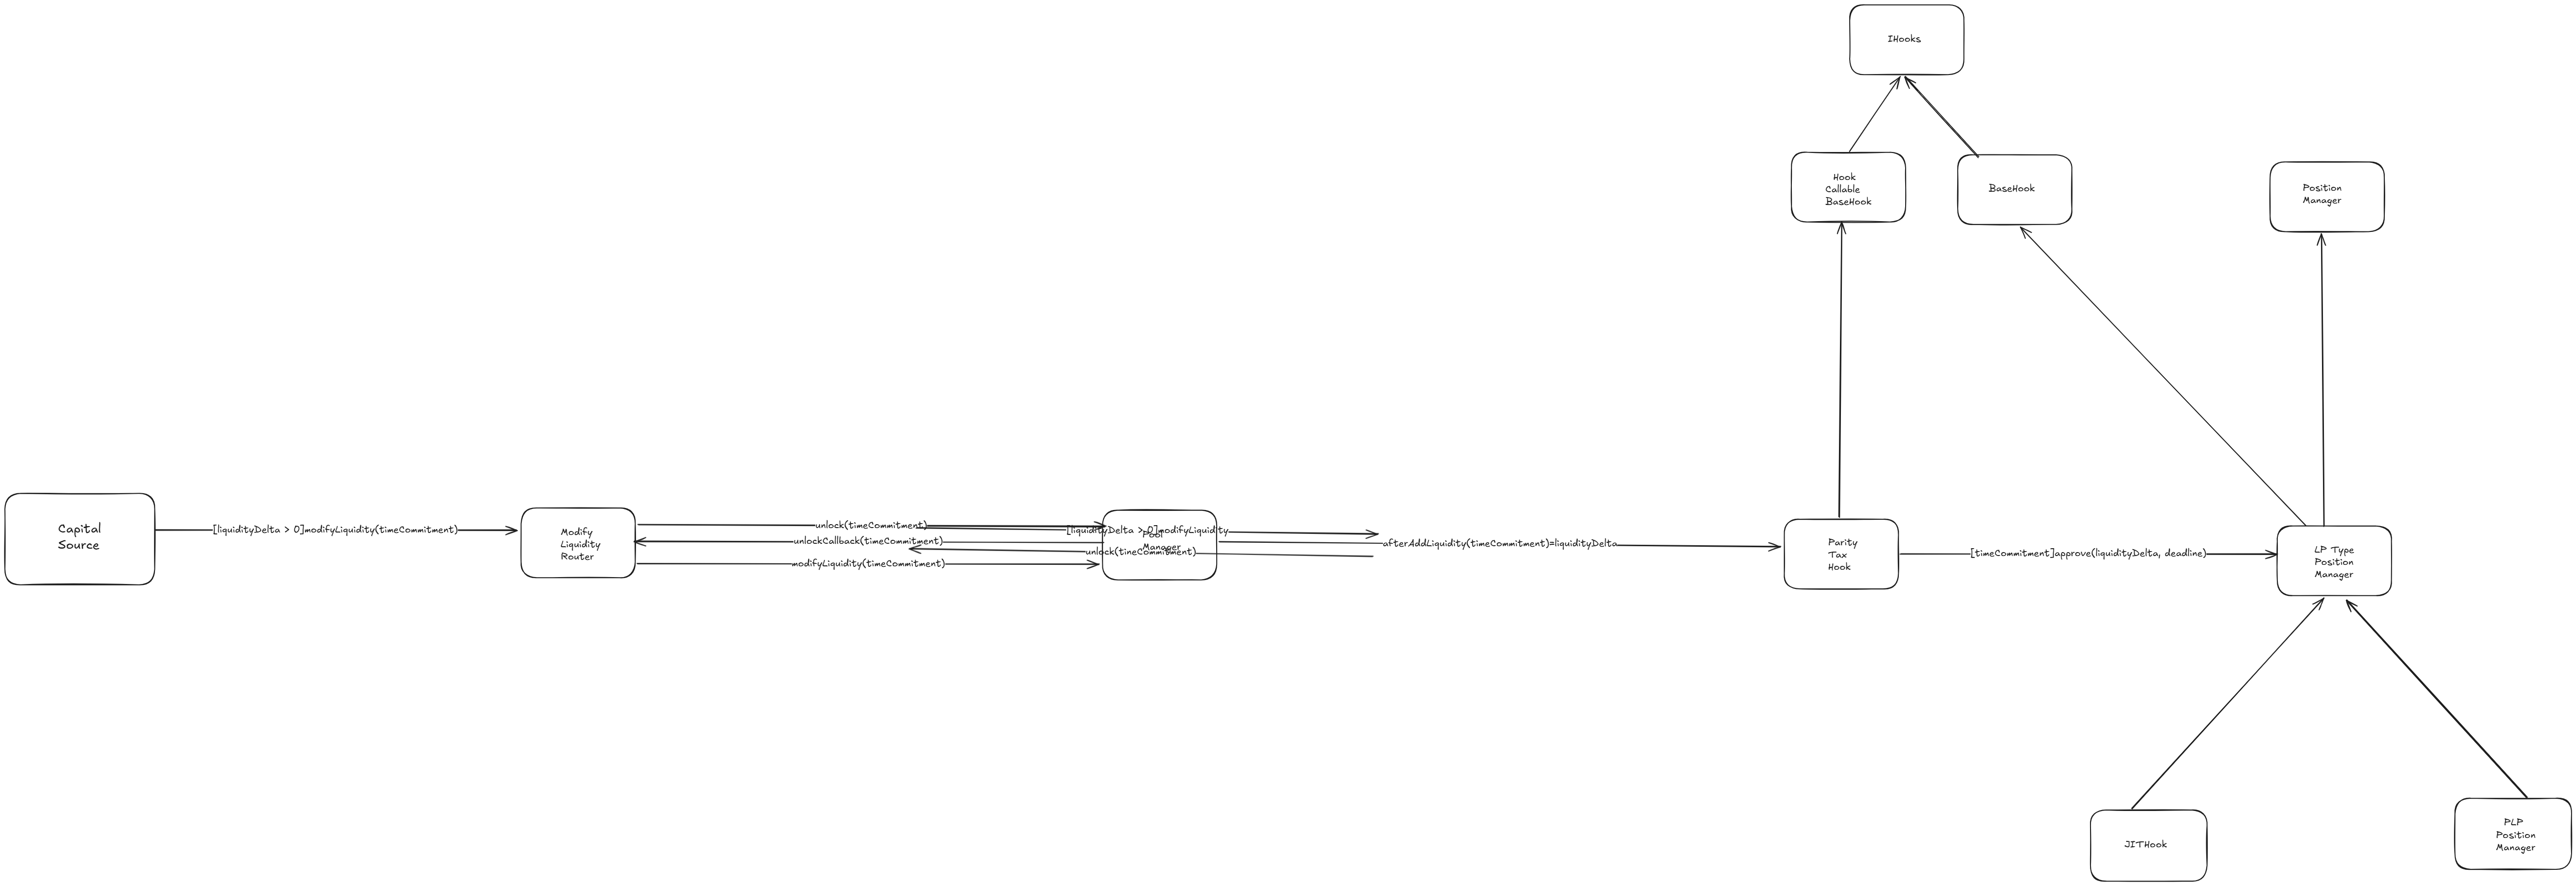 IHooks
Hook
Callable
BaseHook
BaseHook
Position
Manager
Capital
Source
[liquidityDelta > 0]modifyLiquidity(timeCommitment)
Modify
Liquidity
Router
unlock(timeCommitment)
unlockCallback(timeCommitment)
modifyLiquidity(timeCommitment)
[liquidityDelta > 0]modifyLiquidity
Pool
Manager
unlock(timeCommitment)
afterAddLiquidity(timeCommitment)=liquidityDelta
Parity
Tax
Hook
[timeCommitment]approve(liquidityDelta, deadline)
LP Type
Position
Manager
JITHook
PLP
Position
Manager